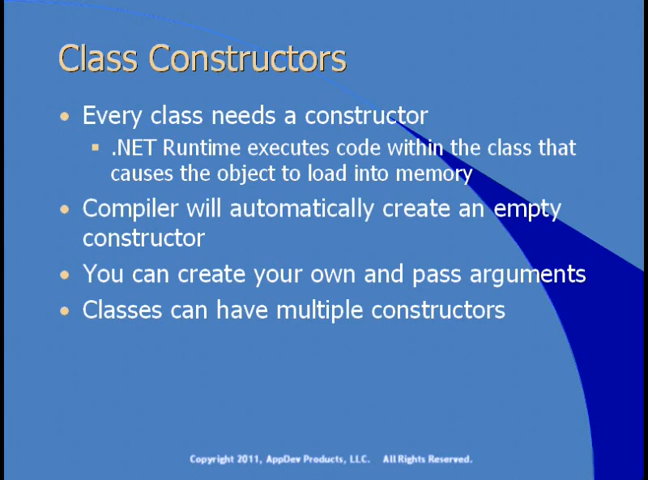 Class Constructors
• Every class needs a constructor
▪ .NET Runtime executes code within the class that
causes the object to load into memory
• Compiler will automatically create an empty
constructor
• You can create your own and pass arguments
• Classes can have multiple constructors
Copyright 2011, AppDev Products, LLC. All Rights Reserved.